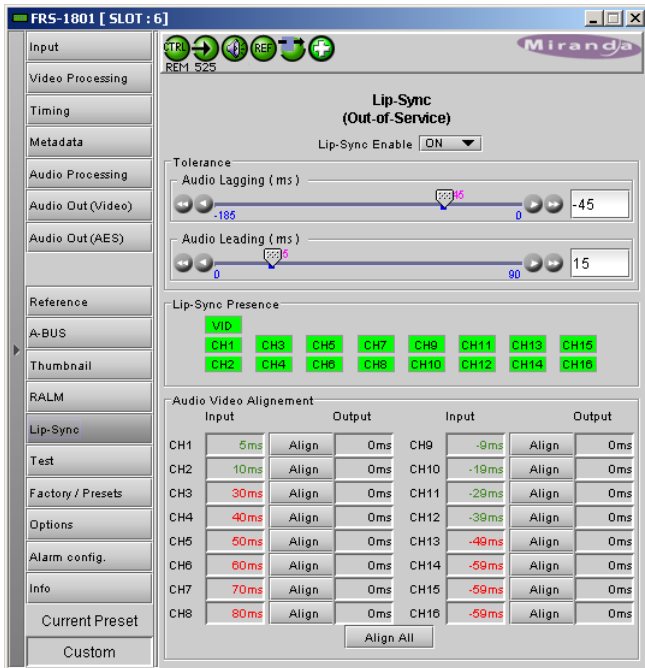 FRS-1801 [ SLOT : 6]
Input
Video Processing
Timing
Metadata
Audio Processing
Audio Out (Video)
Audio Out (AES)
Reference
A-BUS
Thumbnail
RALM
Lip-Sync
Test
Factory / Presets
Options
Alarm config.
Info
Current Preset
Custom
CTRL REF
REM 525
Miranda
Lip-Sync
(Out-of-Service)
Lip-Sync Enable ON
Tolerance
Audio Lagging ( ms )
-185 0 -45
Audio Leading ( ms )
0 90 15
Lip-Sync Presence
VID
CH1 CH3 CH5 CH7 CH9 CH11 CH13 CH15
CH2 CH4 CH6 CH8 CH10 CH12 CH14 CH16
Audio Video Alignement
Input Output Input Output
CH1 5ms Align 0ms CH9 -9ms Align 0ms
CH2 10ms Align 0ms CH10 -19ms Align 0ms
CH3 30ms Align 0ms CH11 -29ms Align 0ms
CH4 40ms Align 0ms CH12 -39ms Align 0ms
CH5 50ms Align 0ms CH13 -49ms Align 0ms
CH6 60ms Align 0ms CH14 -59ms Align 0ms
CH7 70ms Align 0ms CH15 -59ms Align 0ms
CH8 80ms Align 0ms CH16 -59ms Align 0ms
Align All